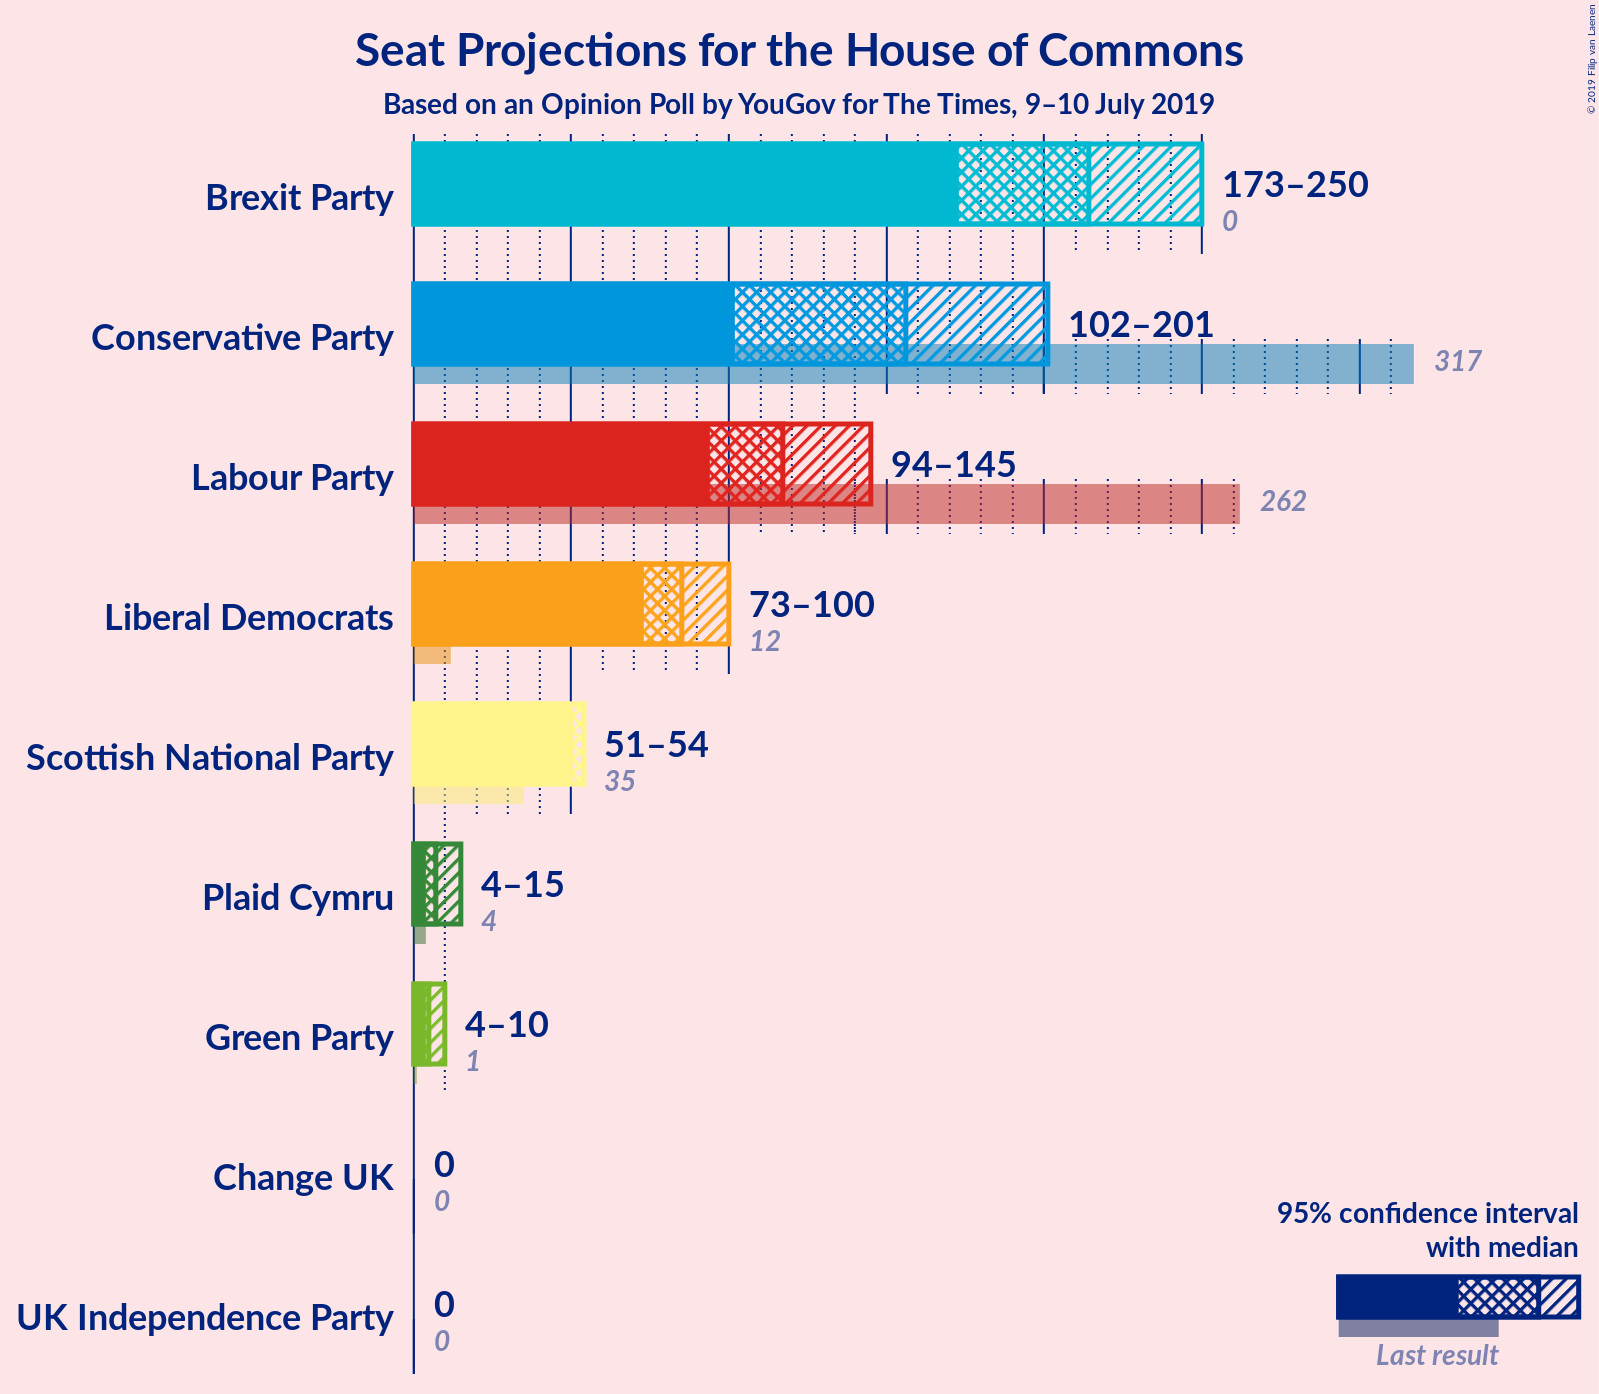 Seat Projections for the House of Commons
Based on an Opinion Poll by YouGov for The Times, 9–10 July 2019
© 2019 Filip van Laenen
Brexit Party
173–250
0
Conservative Party
102–201
317
Labour Party
94–145
262
Liberal Democrats
73–100
12
Scottish National Party
51–54
35
Plaid Cymru
4–15
4
Green Party
4–10
1
Change UK
0
0
UK Independence Party
0
0
95% confidence interval
with median
Last result